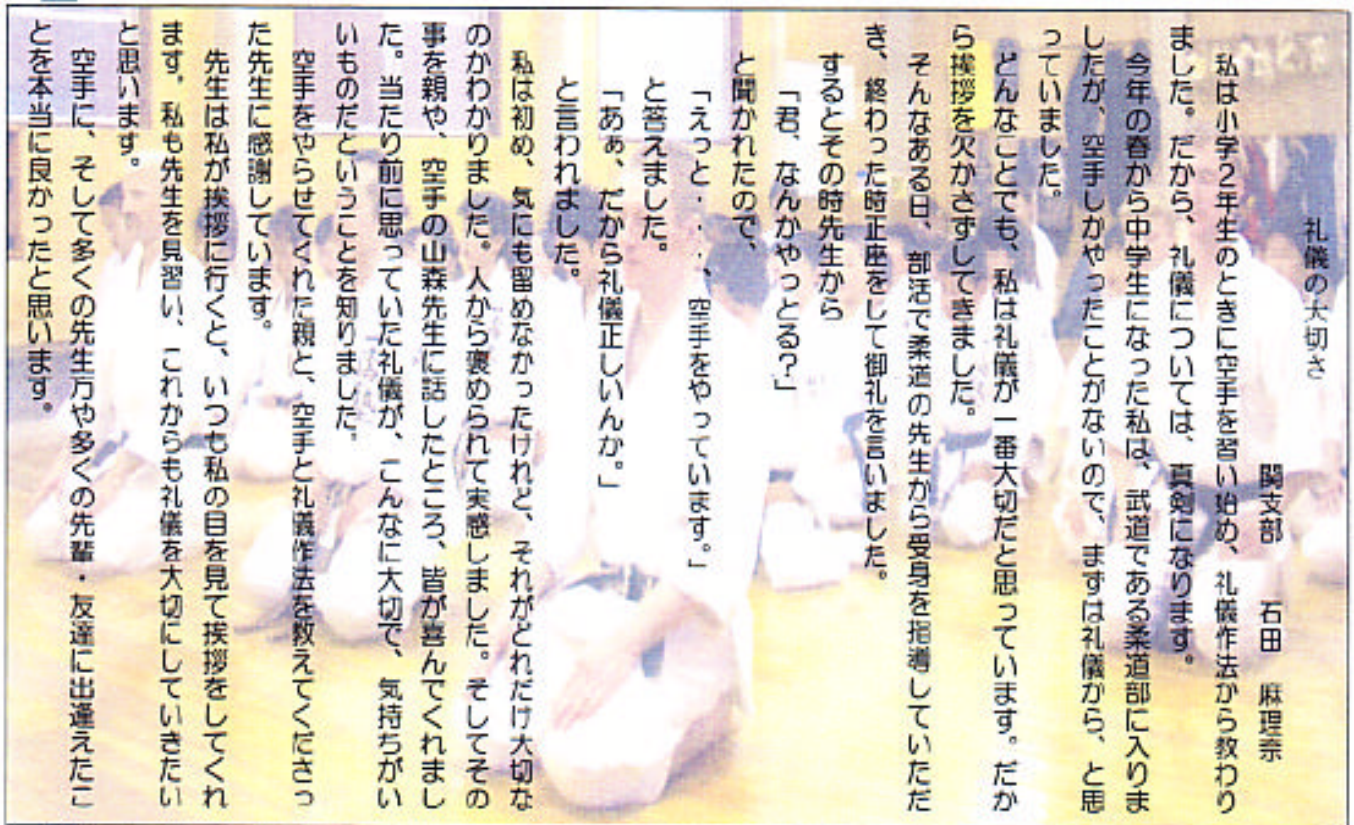 礼儀の大切さ
関支部　石田　麻理奈
私は小学2年生のときに空手を習い始め、礼儀作法から教わり
ました。だから、礼儀については、真剣になります。
今年の春から中学生になった私は、武道である柔道部に入りま
したが、空手しかやったことがないので、まずは礼儀から、と思
っていました。
どんなことでも、私は礼儀が一番大切だと思っています。だか
ら挨拶を欠かさずしてきました。
そんなある日、部活で柔道の先生から受身を指導していただ
き、終わった時正座をして御礼を言いました。
するとその時先生から
「君、なんかやっとる？」
と聞かれたので、
「えっと・・・、空手をやっています。」
と答えました。
「あぁ、だから礼儀正しいんか。」
と言われました。
私は初め、気にも留めなかったけれど、それがどれだけ大切な
のかわかりました。人から褒められて実感しました。そしてその
事を親や、空手の山森先生に話したところ、皆が喜んでくれまし
た。当たり前に思っていた礼儀が、こんなに大切で、気持ちがい
いものだということを知りました。
空手をやらせてくれた親と、空手と礼儀作法を教えてくださっ
た先生に感謝しています。
先生は私が挨拶に行くと、いつも私の目を見て挨拶をしてくれ
ます。私も先生を見習い、これからも礼儀を大切にしていきたい
と思います。
空手に、そして多くの先生方や多くの先輩・友達に出逢えたこ
とを本当に良かったと思います。